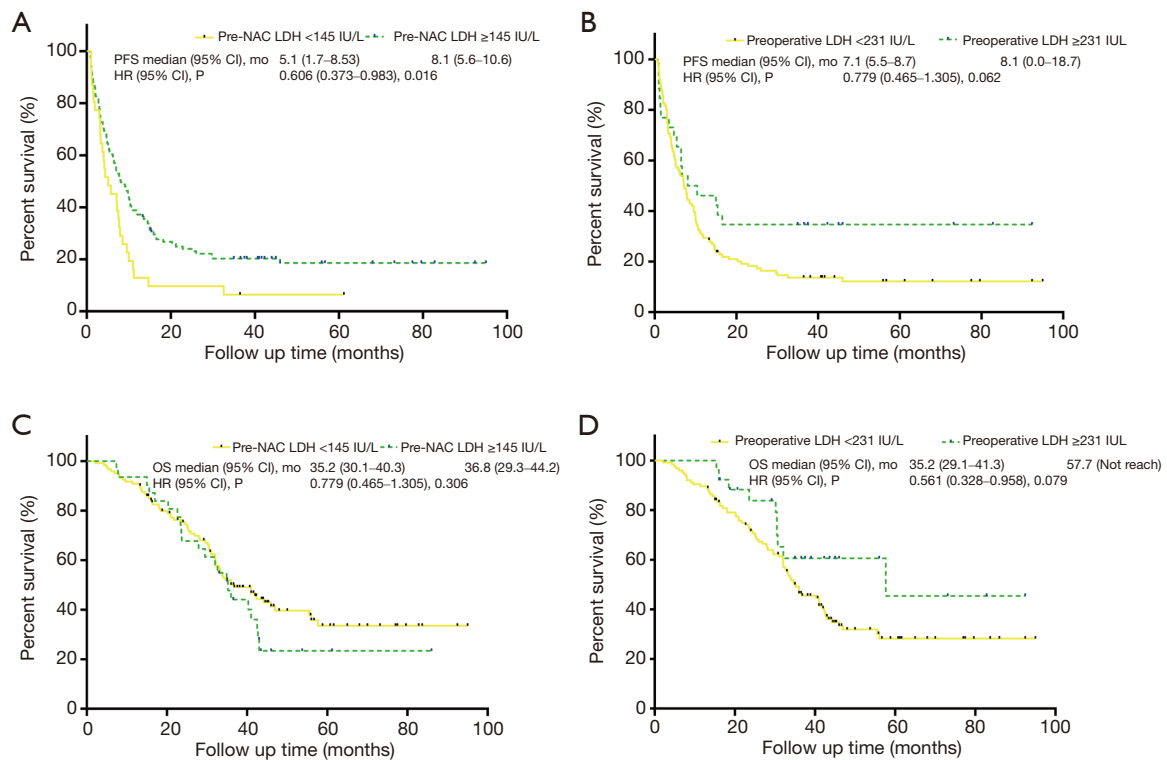 A
Pre-NAC LDH <145 IU/L Pre-NAC LDH ≥145 IU/L
PFS median (95% CI), mo 5.1 (1.7–8.53) 8.1 (5.6–10.6)
HR (95% CI), P 0.606 (0.373–0.983), 0.016
Percent survival (%)
100
80
60
40
20
0
0 20 40 60 80 100
Follow up time (months)
B
Preoperative LDH <231 IU/L Preoperative LDH ≥231 IUL
PFS median (95% CI), mo 7.1 (5.5–8.7) 8.1 (0.0–18.7)
HR (95% CI), P 0.779 (0.465–1.305), 0.062
Percent survival (%)
100
80
60
40
20
0
0 20 40 60 80 100
Follow up time (months)
C
Pre-NAC LDH <145 IU/L Pre-NAC LDH ≥145 IU/L
OS median (95% CI), mo 35.2 (30.1–40.3) 36.8 (29.3–44.2)
HR (95% CI), P 0.779 (0.465–1.305), 0.306
Percent survival (%)
100
80
60
40
20
0
0 20 40 60 80 100
Follow up time (months)
D
Preoperative LDH <231 IU/L Preoperative LDH ≥231 IUL
OS median (95% CI), mo 35.2 (29.1–41.3) 57.7 (Not reach)
HR (95% CI), P 0.561 (0.328–0.958), 0.079
Percent survival (%)
100
80
60
40
20
0
0 20 40 60 80 100
Follow up time (months)